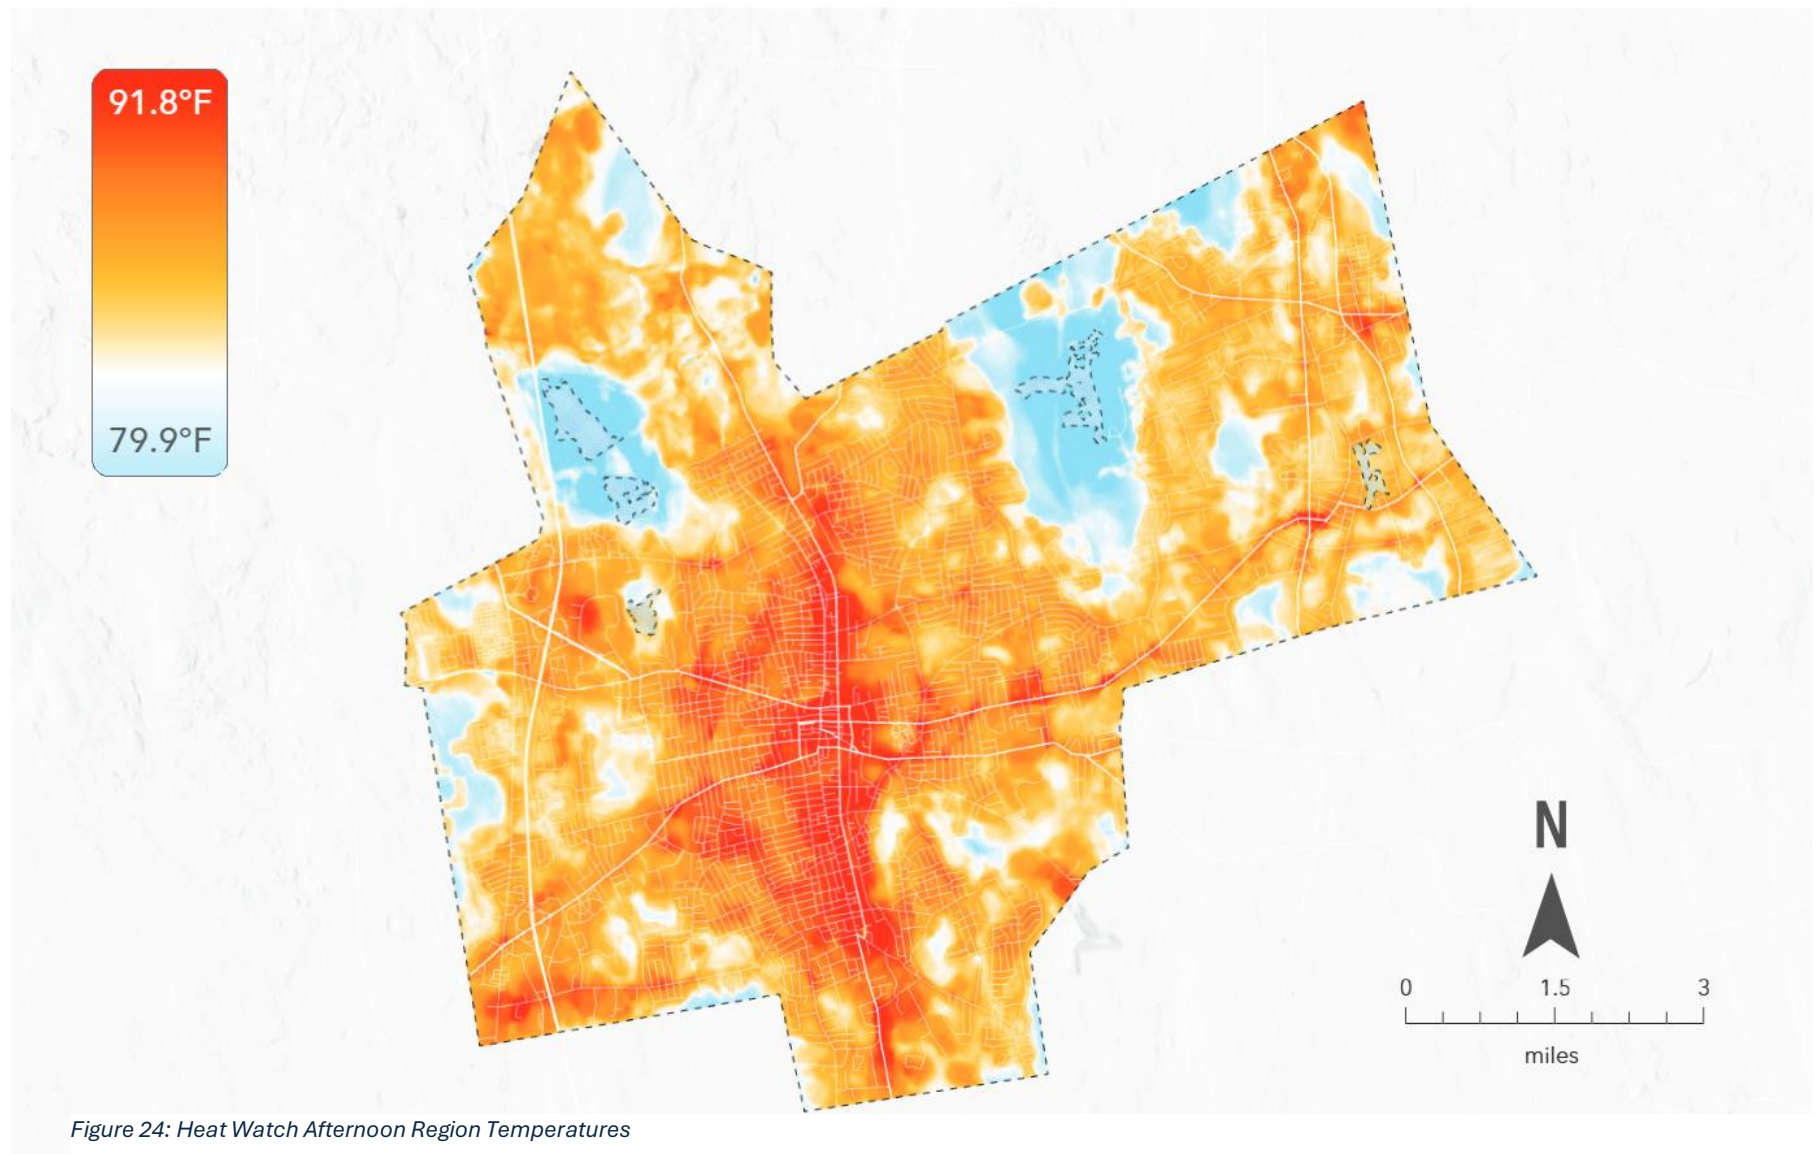 91.8°F
79.9°F
N
0 1.5 3
miles
Figure 24: Heat Watch Afternoon Region Temperatures